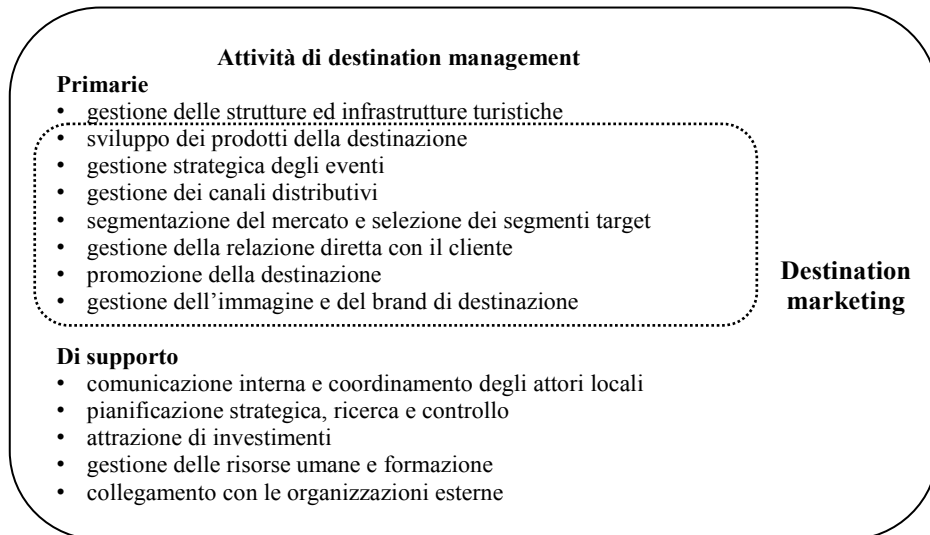 Attività di destination management
Primarie
• gestione delle strutture ed infrastrutture turistiche
• sviluppo dei prodotti della destinazione
• gestione strategica degli eventi
• gestione dei canali distributivi
• segmentazione del mercato e selezione dei segmenti target
• gestione della relazione diretta con il cliente
• promozione della destinazione
• gestione dell’immagine e del brand di destinazione
Destination
marketing
Di supporto
• comunicazione interna e coordinamento degli attori locali
• pianificazione strategica, ricerca e controllo
• attrazione di investimenti
• gestione delle risorse umane e formazione
• collegamento con le organizzazioni esterne